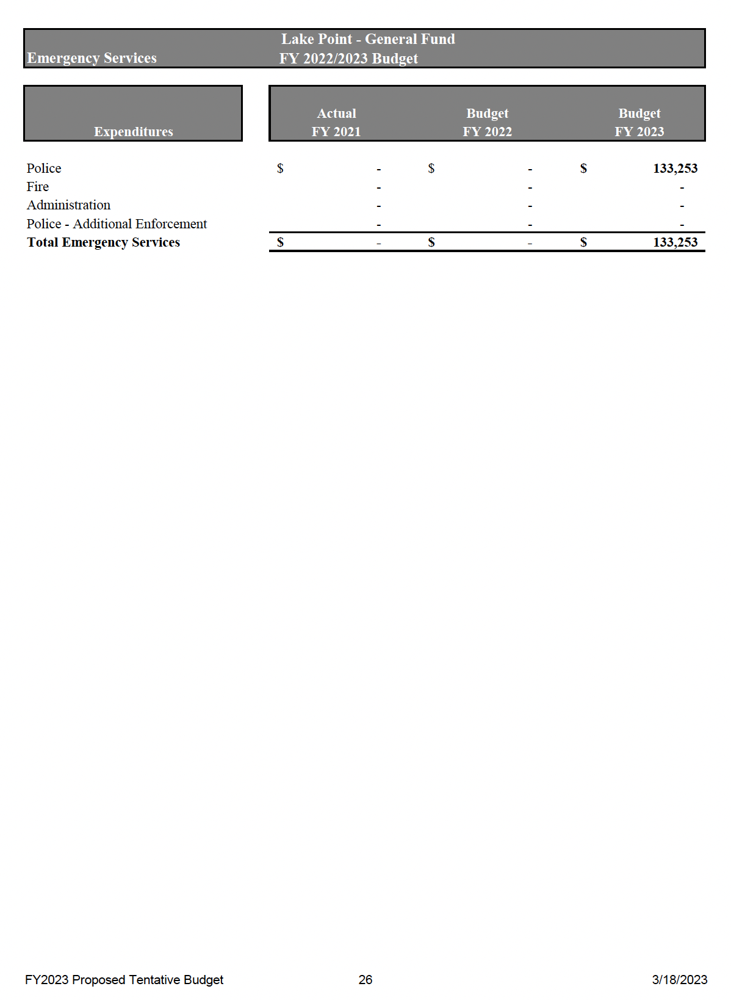 Lake Point - General Fund
Emergency Services FY 2022/2023 Budget
Actual Budget Budget
Expenditures FY 2021 FY 2022 FY 2023
Police $ - $ - $ 133,253
Fire - - -
Administration - - -
Police - Additional Enforcement - - -
Total Emergency Services $ - $ - $ 133,253
FY2023 Proposed Tentative Budget 26 3/18/2023